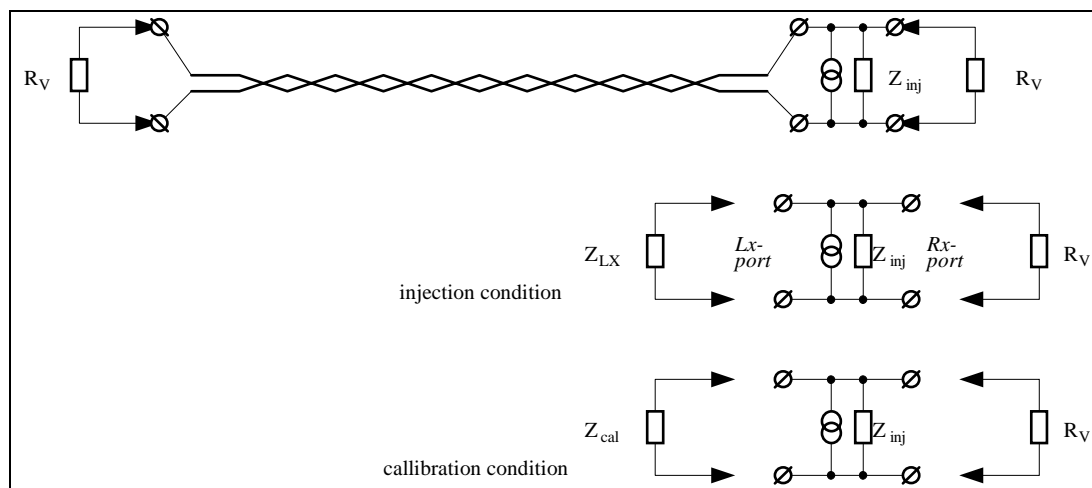 R_V
Z_inj
R_V
Z_LX
Lx-
port
Z_inj
Rx-
port
R_V
injection condition
Z_cal
Z_inj
R_V
callibration condition